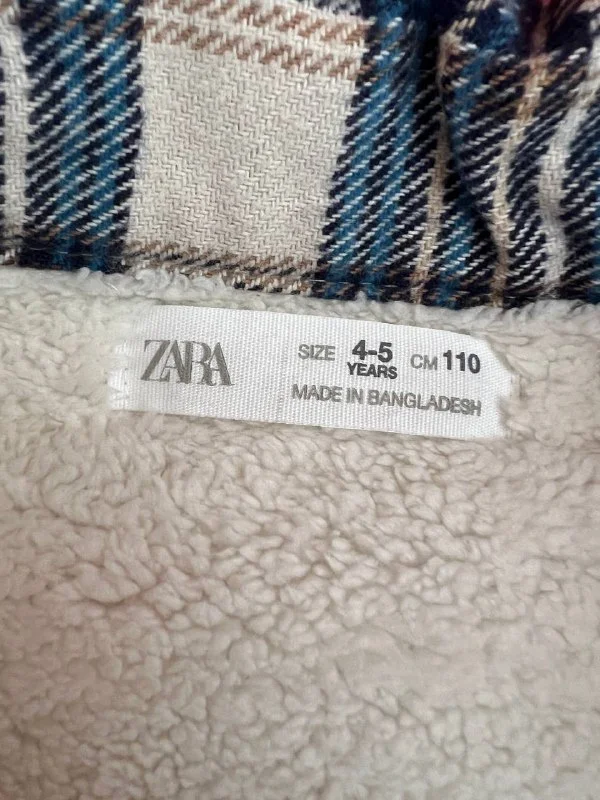 ZARA
SIZE 4-5 YEARS CM 110
MADE IN BANGLADESH